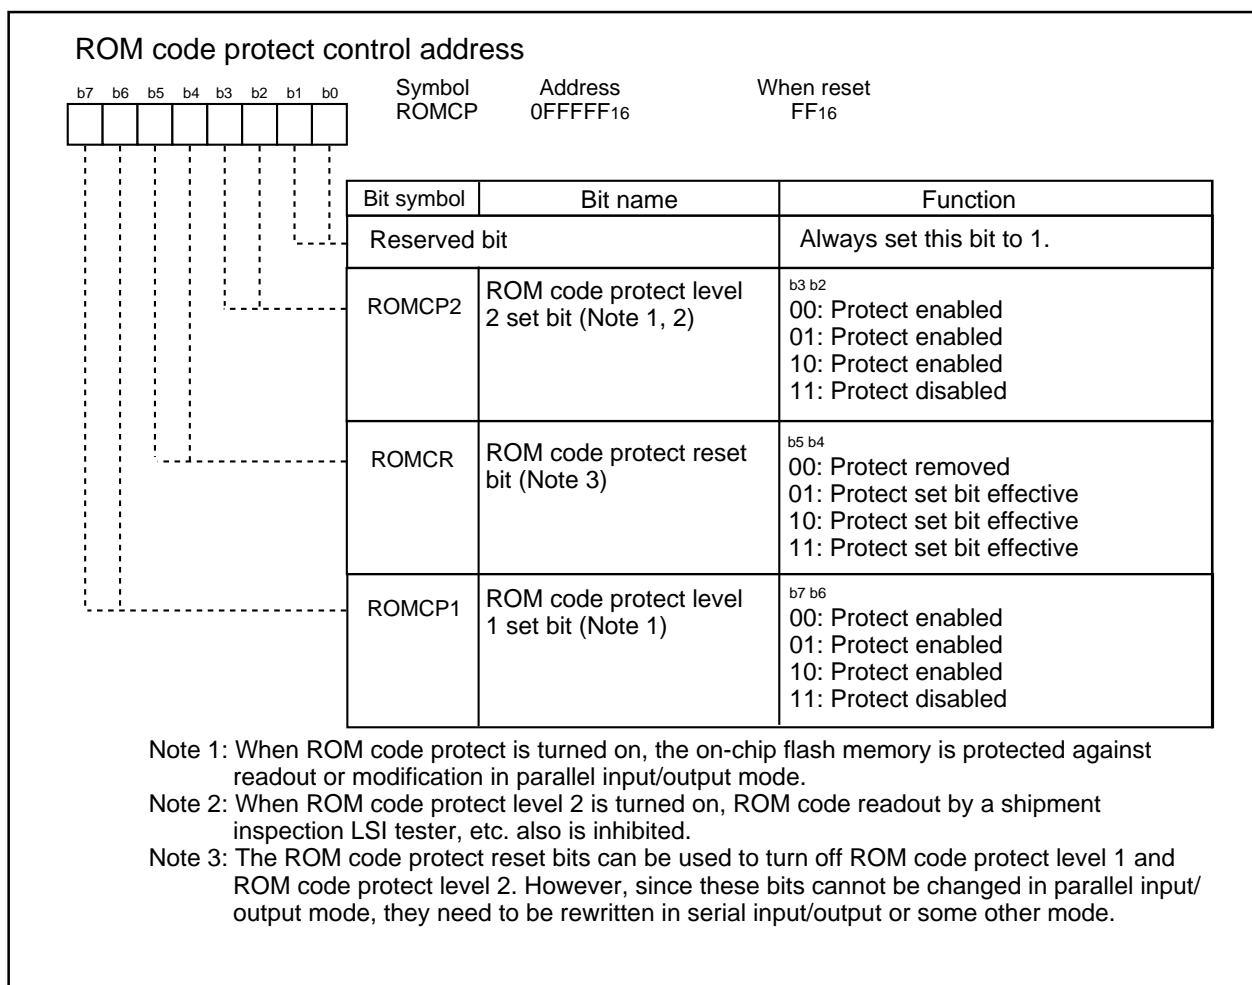 ROM code protect control address
b7 b6 b5 b4 b3 b2 b1 b0
Symbol Address When reset
ROMCP 0FFFFF16 FF16
Bit symbol Bit name Function
Reserved bit Always set this bit to 1.
ROMCP2 ROM code protect level
2 set bit (Note 1, 2)
b3 b2
00: Protect enabled
01: Protect enabled
10: Protect enabled
11: Protect disabled
ROMCR ROM code protect reset
bit (Note 3)
b5 b4
00: Protect removed
01: Protect set bit effective
10: Protect set bit effective
11: Protect set bit effective
ROMCP1 ROM code protect level
1 set bit (Note 1)
b7 b6
00: Protect enabled
01: Protect enabled
10: Protect enabled
11: Protect disabled
Note 1: When ROM code protect is turned on, the on-chip flash memory is protected against
readout or modification in parallel input/output mode.
Note 2: When ROM code protect level 2 is turned on, ROM code readout by a shipment
inspection LSI tester, etc. also is inhibited.
Note 3: The ROM code protect reset bits can be used to turn off ROM code protect level 1 and
ROM code protect level 2. However, since these bits cannot be changed in parallel input/
output mode, they need to be rewritten in serial input/output or some other mode.